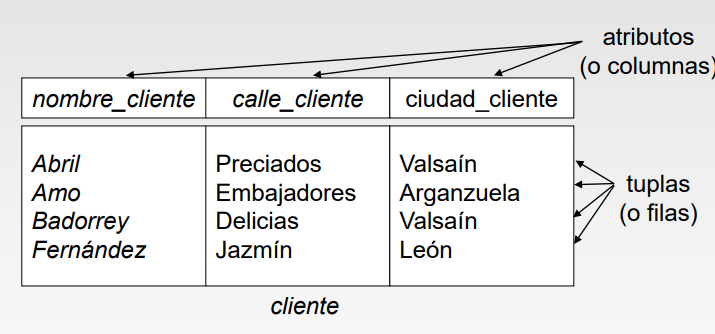 atributos
(o columnas)
nombre_cliente calle_cliente ciudad_cliente
Abril Preciados Valsaín
Amo Embajadores Arganzuela
Badorrey Delicias Valsaín
Fernández Jazmín León
tuplas
(o filas)
cliente